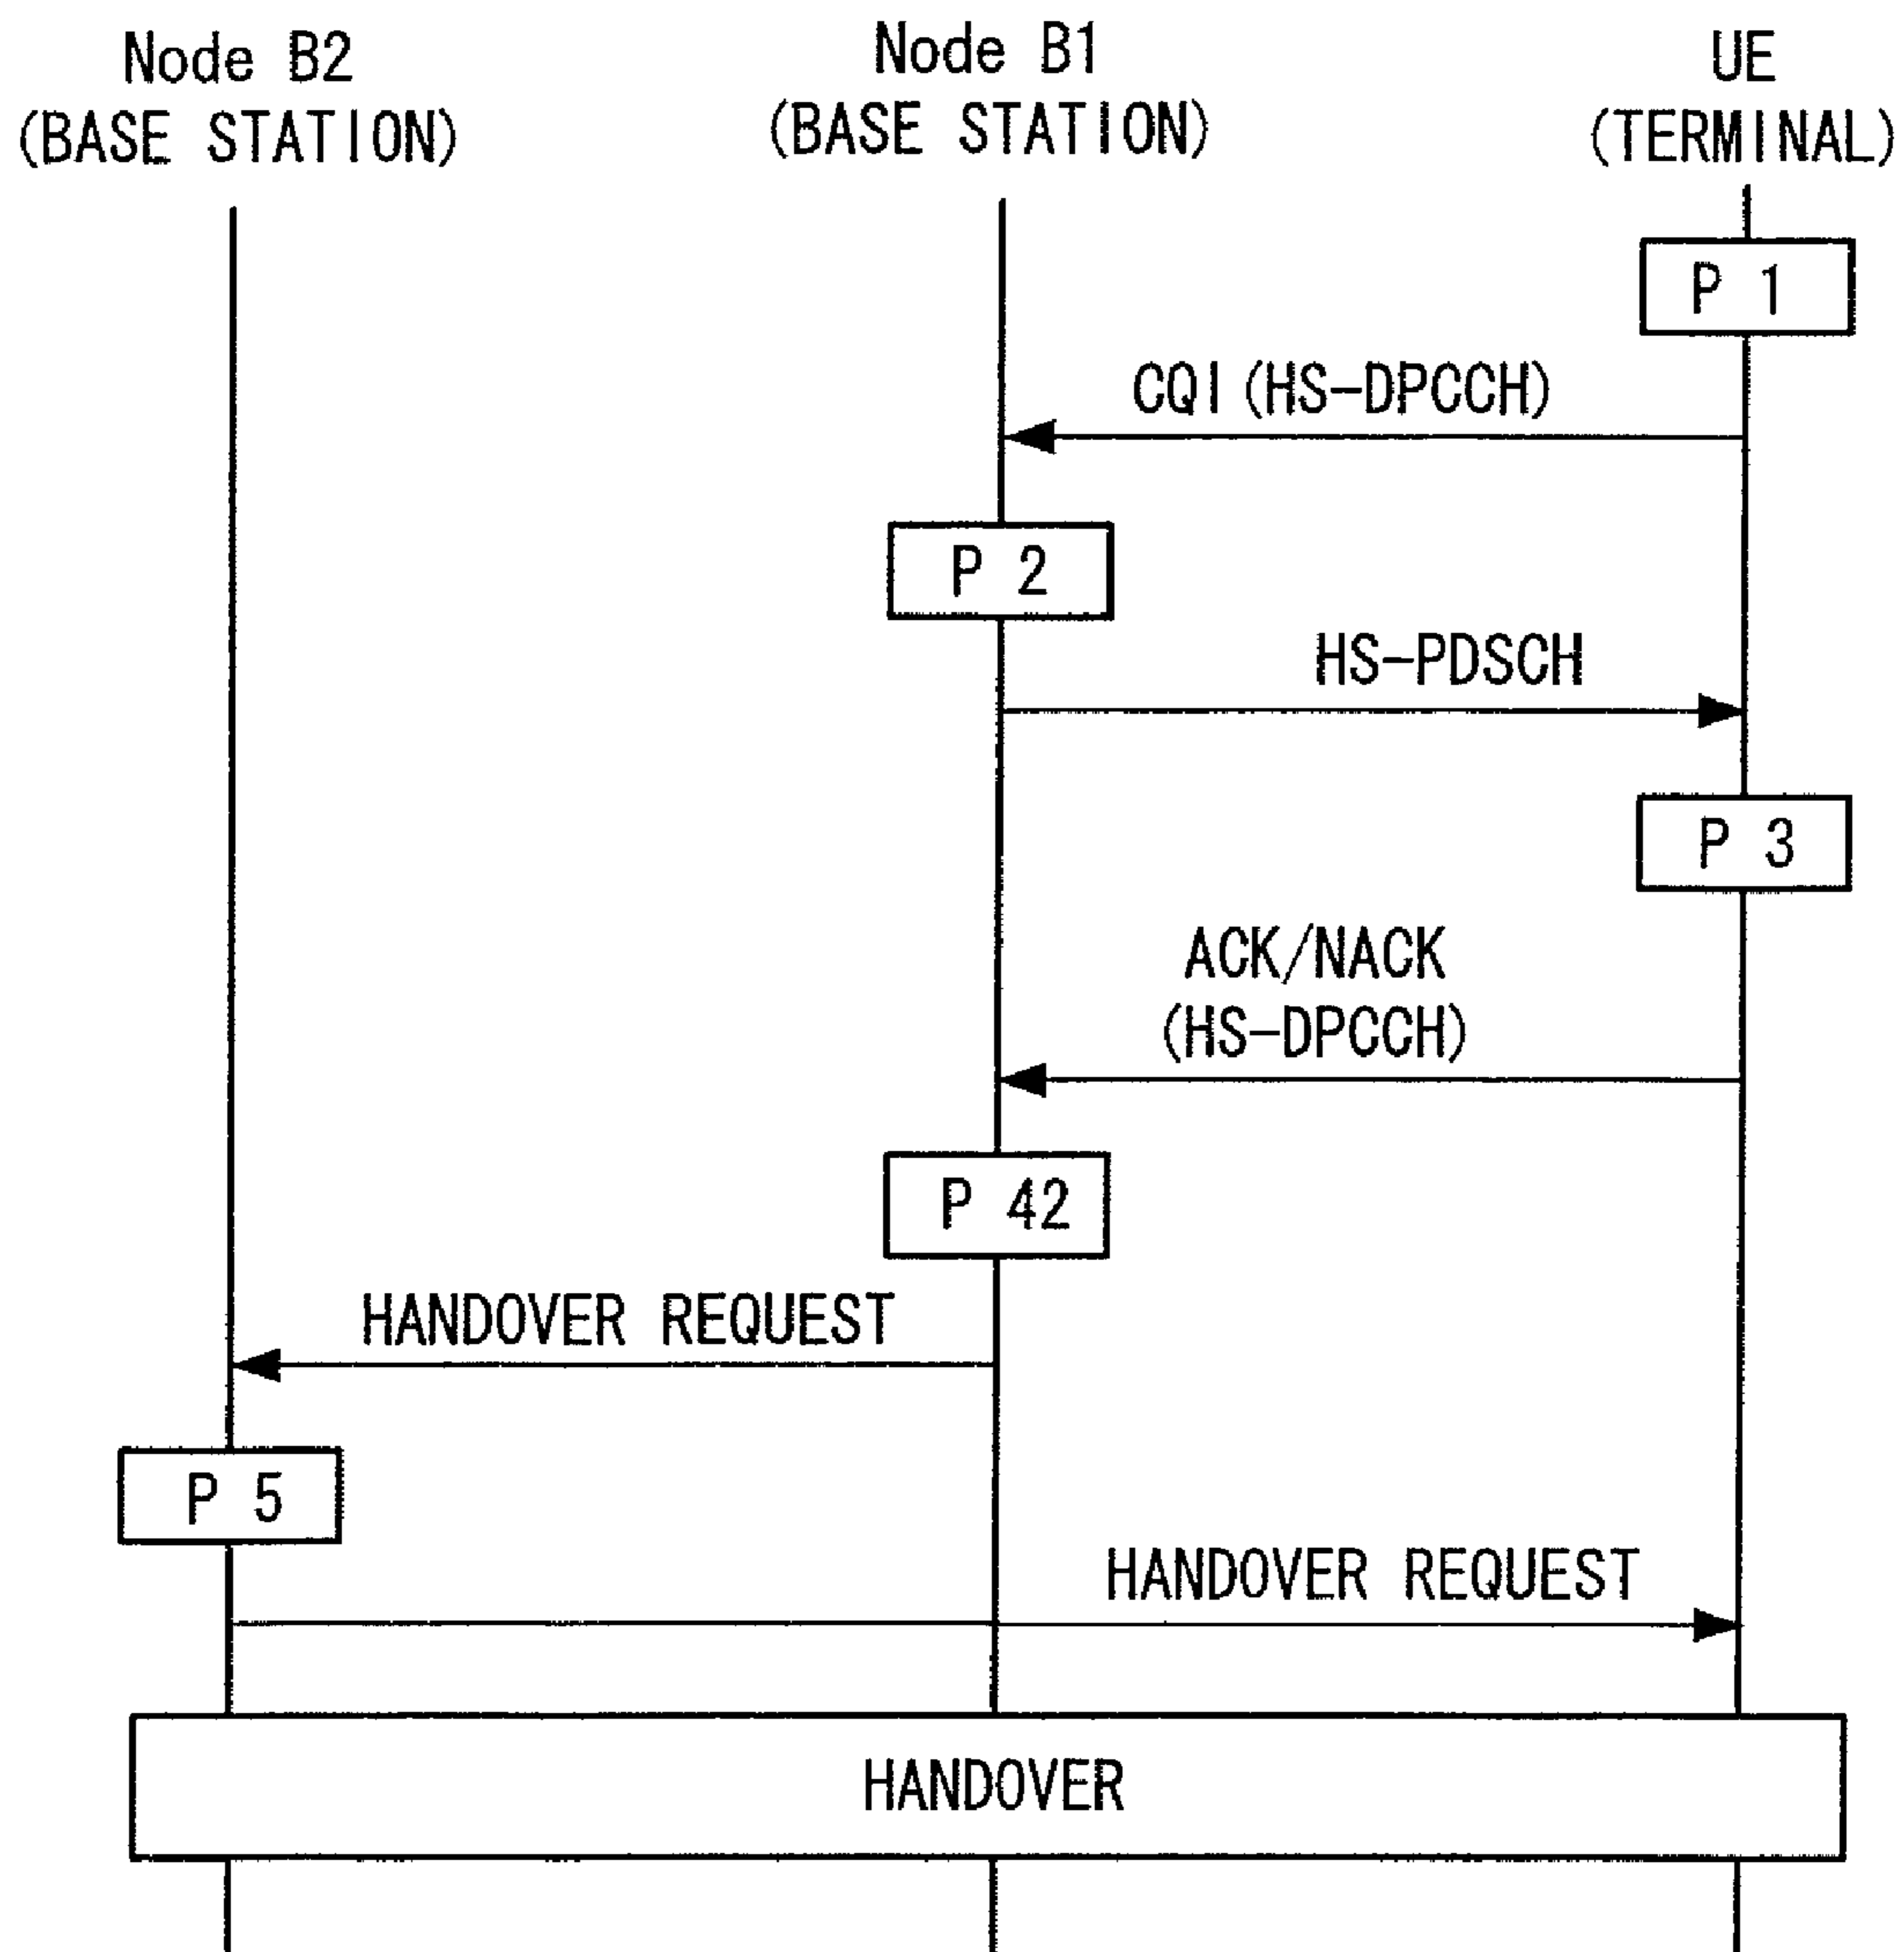 Node B2
(BASE STATION)
Node B1
(BASE STATION)
UE
(TERMINAL)
P 1
CQI (HS-DPCCH)
P 2
HS-PDSCH
P 3
ACK/NACK
(HS-DPCCH)
P 42
HANDOVER REQUEST
P 5
HANDOVER REQUEST
HANDOVER